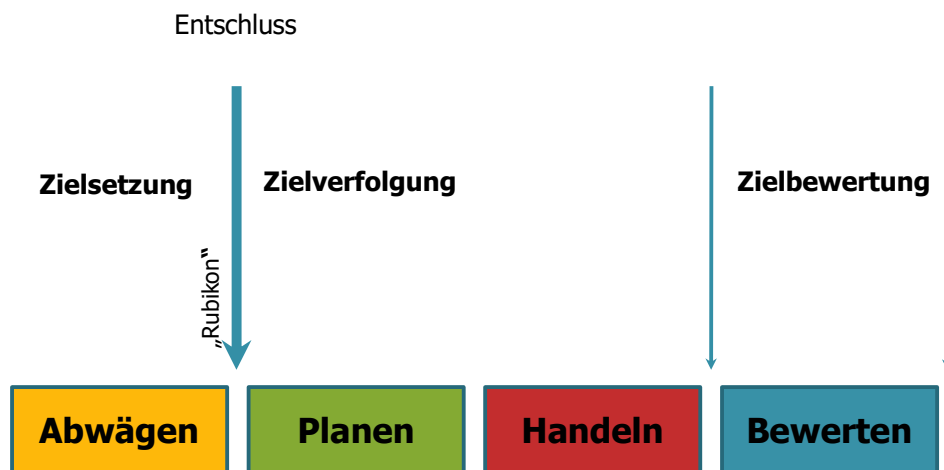 Entschluss
Zielsetzung
Zielverfolgung
Zielbewertung
„Rubikon‟
Abwägen
Planen
Handeln
Bewerten